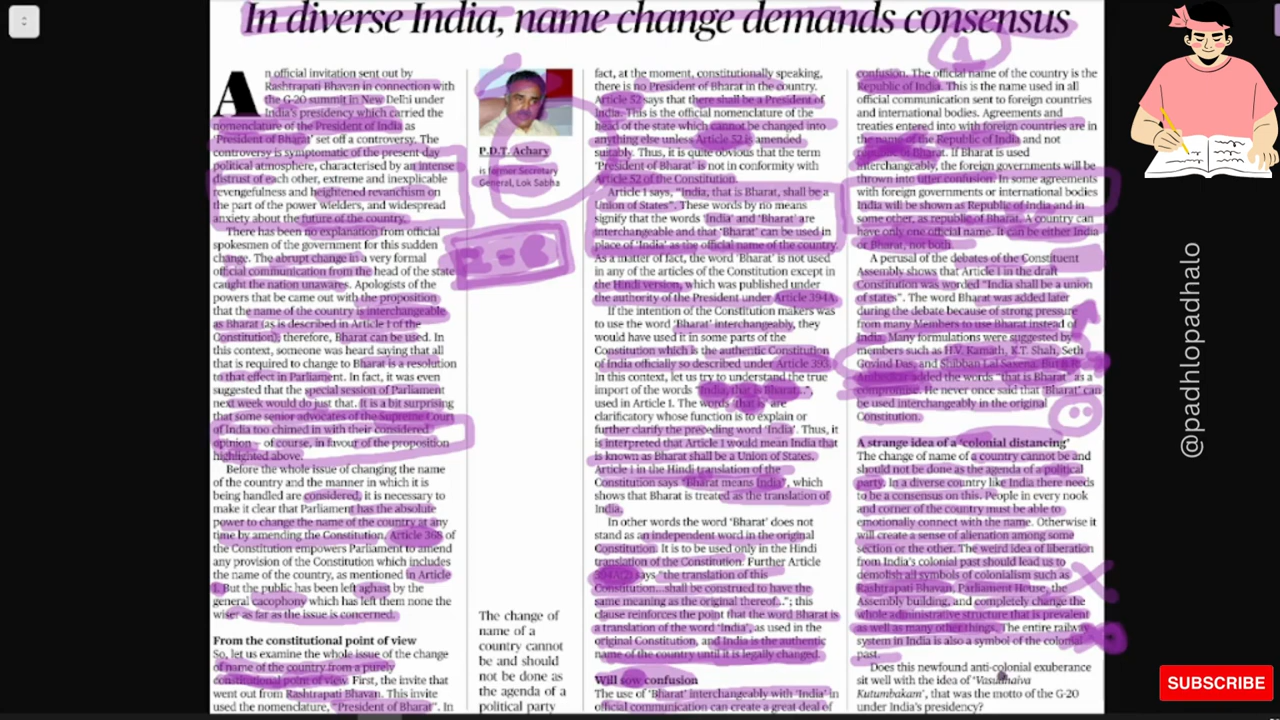 In diverse India, name change demands consensus
An official invitation sent out by
Rashtrapati Bhavan in connection with
the G-20 summit in New Delhi under
India's presidency which carried the
nomenclature of the President of India as
'President of Bharat' set off a controversy. The
controversy is symptomatic of the present day
political atmosphere, characterised by an intense
distrust of each other, extreme and inexplicable
revengefulness and heightened revanchism on
the part of the power wielders, and widespread
anxiety about the future of the country.
There has been no explanation from official
spokesmen of the government for this sudden
change. The abrupt change in a very formal
official communication from the head of the state
caught the nation unawares. Apologists of the
powers that be came out with the proposition
that the name of the country is interchangeable
as Bharat (as is described in Article 1 of the
Constitution); therefore, Bharat can be used. In
this context, someone was heard saying that all
that is required to change to Bharat is a resolution
to that effect in Parliament. In fact, it was even
suggested that the special session of Parliament
next week would do just that. It is a bit surprising
that some senior advocates of the Supreme Court
of India too chimed in with their considered
opinion – of course, in favour of the proposition
highlighted above.
Before the whole issue of changing the name
of the country and the manner in which it is
being handled are considered, it is necessary to
make it clear that Parliament has the absolute
power to change the name of the country at any
time by amending the Constitution. Article 368 of
the Constitution empowers Parliament to amend
any provision of the Constitution which includes
the name of the country, as mentioned in Article
1. But the public has been left aghast by the
general cacophony which has left them none the
wiser as far as the issue is concerned.
From the constitutional point of view
So, let us examine the whole issue of the change
of name of the country from a purely
constitutional point of view. First, the invite that
went out from Rashtrapati Bhavan. This invite
used the nomenclature, "President of Bharat". In
P.D.T. Achary
is former Secretary
General, Lok Sabha
The change of
name of a
country cannot
be and should
not be done as
the agenda of a
political party
fact, at the moment, constitutionally speaking,
there is no President of Bharat in the country.
Article 52 says that there shall be a President of
India. This is the official nomenclature of the
head of the state which cannot be changed into
anything else unless Article 52 is amended
suitably. Thus, it is quite obvious that the term
'President of Bharat' is not in conformity with
Article 52 of the Constitution.
Article 1 says, "India, that is Bharat, shall be a
Union of States". These words by no means
signify that the words 'India' and 'Bharat' are
interchangeable and that 'Bharat' can be used in
place of 'India' as the official name of the country.
As a matter of fact, the word 'Bharat' is not used
in any of the articles of the Constitution except in
the Hindi version, which was published under
the authority of the President under Article 394A.
If the intention of the Constitution makers was
to use the word 'Bharat' interchangeably, they
would have used it in some parts of the
Constitution which is the authentic Constitution
of India officially so described under Article 393.
In this context, let us try to understand the true
import of the words "India, that is Bharat..",
used in Article 1. The words 'that is' are
clarificatory whose function is to explain or
further clarify the preceding word 'India'. Thus, it
is interpreted that Article 1 would mean India that
is known as Bharat shall be a Union of States.
Article 1 in the Hindi translation of the
Constitution says "Bharat means India", which
shows that Bharat is treated as the translation of
India.
In other words the word 'Bharat' does not
stand as an independent word in the original
Constitution. It is to be used only in the Hindi
translation of the Constitution. Further Article
394A(2) says "the translation of this
Constitution...shall be construed to have the
same meaning as the original thereof..."; this
clause reinforces the point that the word Bharat is
a translation of the word 'India', as used in the
original Constitution, and India is the authentic
name of the country until it is legally changed.
Will sow confusion
The use of 'Bharat' interchangeably with 'India' in
official communication can create a great deal of
confusion. The official name of the country is the
Republic of India. This is the name used in all
official communication sent to foreign countries
and international bodies. Agreements and
treaties entered into with foreign countries are in
the name of the Republic of India and not
Bharat. If Bharat is used
interchangeably, the foreign governments will be
thrown into utter confusion. In some agreements
with foreign governments or international bodies
India will be shown as Republic of India and in
some other, as republic of Bharat. A country can
have only one official name. It can be either India
or Bharat, not both.
A perusal of the debates of the Constituent
Assembly shows that Article 1 in the draft
Constitution was worded "India shall be a union
of states". The word Bharat was added later
during the debate because of strong pressure
from many Members to use Bharat instead of
India. Many formulations were suggested by
members such as H.V. Kamath, K.T. Shah, Seth
Govind Das, and Shibban Lal Saxena. But B.R.
Ambedkar added the words "that is Bharat" as a
compromise. He never once said that 'Bharat' can
be used interchangeably in the original
Constitution.
A strange idea of a 'colonial distancing'
The change of name of a country cannot be and
should not be done as the agenda of a political
party. In a diverse country like India there needs
to be a consensus on this. People in every nook
and corner of the country must be able to
emotionally connect with the name. Otherwise it
will create a sense of alienation among some
section or the other. The weird idea of liberation
from India's colonial past should lead us to
demolish all symbols of colonialism such as
Rashtrapati Bhavan, Parliament House, the
Assembly building, and completely change the
whole administrative structure that is prevalent
as well as many other things. The entire railway
system in India is also a symbol of the colonial
past.
Does this newfound anti-colonial exuberance
sit well with the idea of 'Vasudhaiva
Kutumbakam', that was the motto of the G-20
under India's presidency?
@padhlopadhalo
SUBSCRIBE